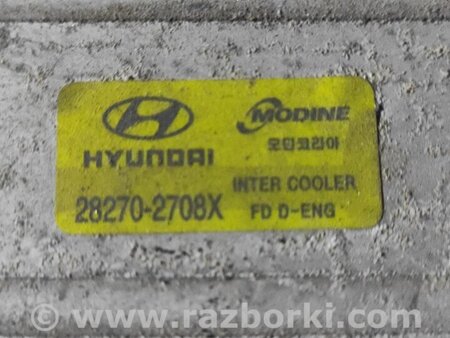 MODINE
HYUNDAI
모딘코리아
INTER COOLER
28270-2708X
FD D-ENG
© www.razborki.com